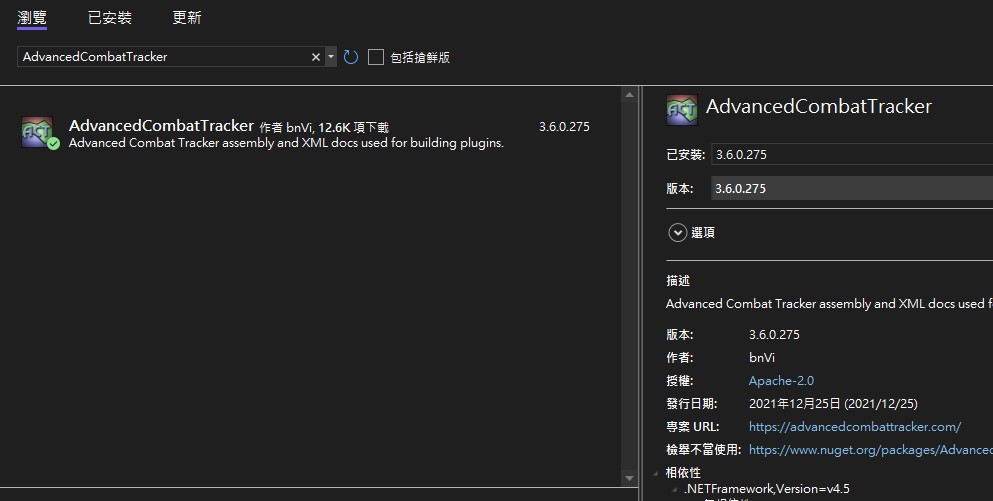 瀏覽 已安裝 更新
AdvancedCombatTracker
包括搶鮮版
AdvancedCombatTracker 作者 bnVi, 12.6K 項下載 3.6.0.275
Advanced Combat Tracker assembly and XML docs used for building plugins.
ACT
AdvancedCombatTracker
已安裝: 3.6.0.275
版本: 3.6.0.275
選項
描述
Advanced Combat Tracker assembly and XML docs used f
版本: 3.6.0.275
作者: bnVi
授權: Apache-2.0
發行日期: 2021年12月25日 (2021/12/25)
專案 URL: https://advancedcombattracker.com/
檢舉不當使用: https://www.nuget.org/packages/Advanced
相依性
.NETFramework,Version=v4.5